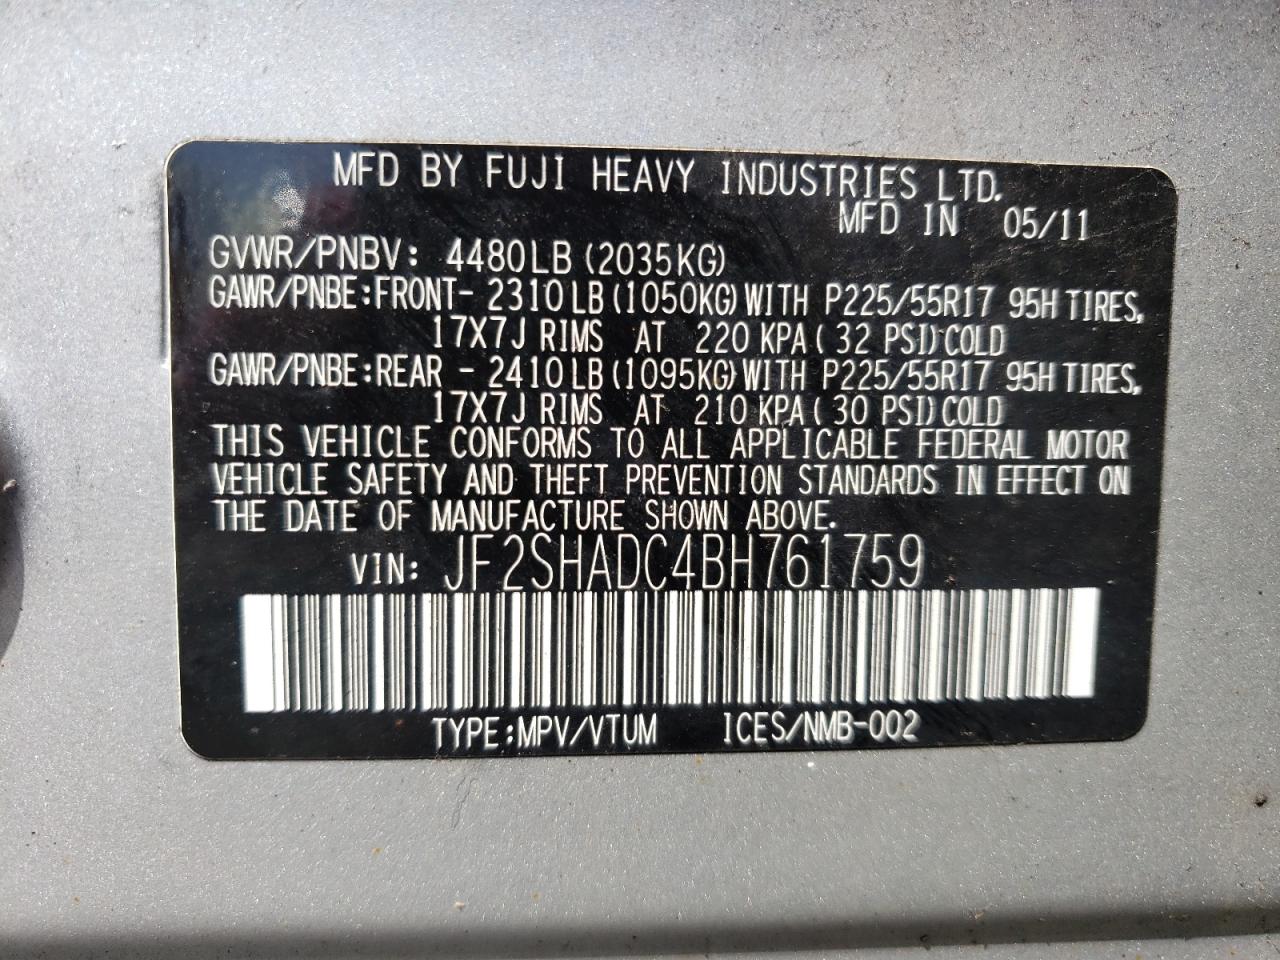 MFD BY FUJI HEAVY INDUSTRIES LTD.
MFD IN 05/11
GVWR/PNBV: 4480LB (2035KG)
GAWR/PNBE:FRONT- 2310LB(1050KG)WITH P225/55R17 95H TIRES,
17X7J RIMS AT 220 KPA( 32 PSI)COLD
GAWR/PNBE:REAR - 2410LB(1095KG)WITH P225/55R17 95H TIRES,
17X7J RIMS AT 210 KPA( 30 PSI)COLD
THIS VEHICLE CONFORMS TO ALL APPLICABLE FEDERAL MOTOR
VEHICLE SAFETY AND THEFT PREVENTION STANDARDS IN EFFECT ON
THE DATE OF MANUFACTURE SHOWN ABOVE.
VIN: JF2SHADC4BH761759
TYPE:MPV/VTUM ICES/NMB-002